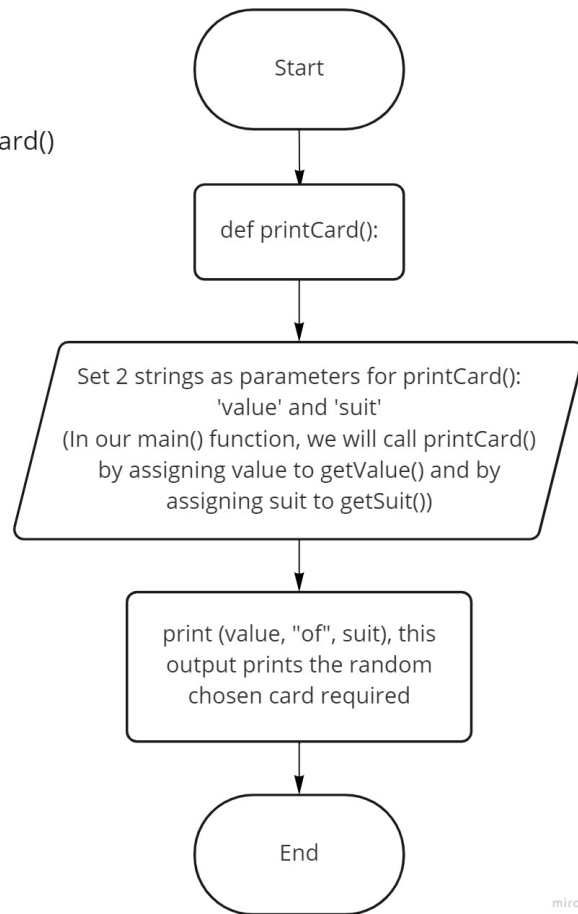 Start
ard()
def printCard():
Set 2 strings as parameters for printCard():
'value' and 'suit'
(In our main() function, we will call printCard()
by assigning value to getValue() and by
assigning suit to getSuit())
print (value, "of", suit), this
output prints the random
chosen card required
End